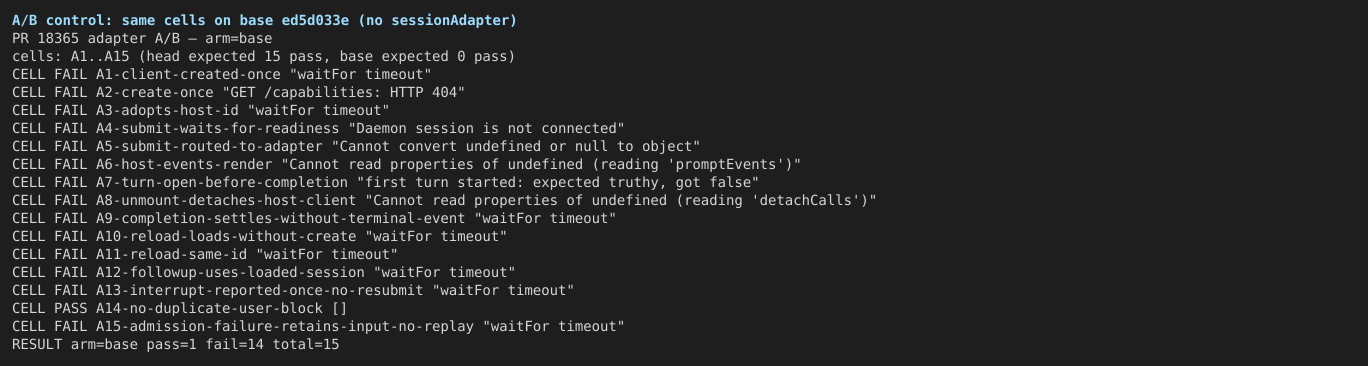 A/B control: same cells on base ed5d033e (no sessionAdapter)
PR 18365 adapter A/B — arm=base
cells: A1..A15 (head expected 15 pass, base expected 0 pass)
CELL FAIL A1-client-created-once "waitFor timeout"
CELL FAIL A2-create-once "GET /capabilities: HTTP 404"
CELL FAIL A3-adopts-host-id "waitFor timeout"
CELL FAIL A4-submit-waits-for-readiness "Daemon session is not connected"
CELL FAIL A5-submit-routed-to-adapter "Cannot convert undefined or null to object"
CELL FAIL A6-host-events-render "Cannot read properties of undefined (reading 'promptEvents')"
CELL FAIL A7-turn-open-before-completion "first turn started: expected truthy, got false"
CELL FAIL A8-unmount-detaches-host-client "Cannot read properties of undefined (reading 'detachCalls')"
CELL FAIL A9-completion-settles-without-terminal-event "waitFor timeout"
CELL FAIL A10-reload-loads-without-create "waitFor timeout"
CELL FAIL A11-reload-same-id "waitFor timeout"
CELL FAIL A12-followup-uses-loaded-session "waitFor timeout"
CELL FAIL A13-interrupt-reported-once-no-resubmit "waitFor timeout"
CELL PASS A14-no-duplicate-user-block []
CELL FAIL A15-admission-failure-retains-input-no-replay "waitFor timeout"
RESULT arm=base pass=1 fail=14 total=15